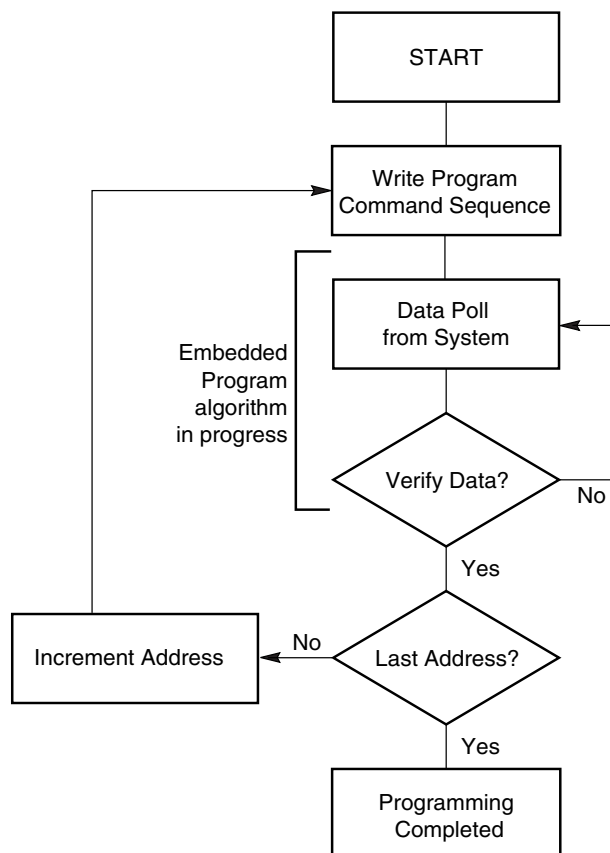 START
Write Program
Command Sequence
Data Poll
from System
Embedded
Program
algorithm
in progress
Verify Data?
No
Yes
No
Increment Address
Last Address?
Yes
Programming
Completed